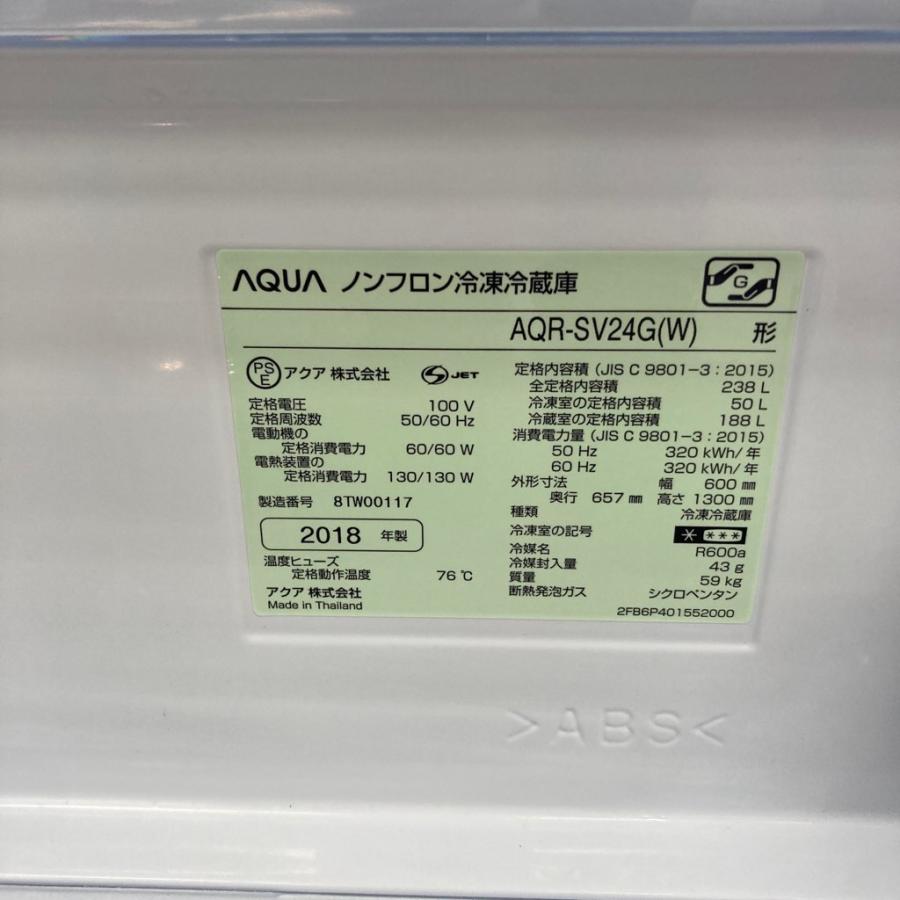 AQUA ノンフロン冷凍冷蔵庫
G
AQR-SV24G(W) 形
PSE アクア 株式会社 S JET
定格電圧 100 V
定格周波数 50/60 Hz
電動機の
定格消費電力 60/60 W
電熱装置の
定格消費電力 130/130 W
製造番号 8TW00117
2018 年製
温度ヒューズ
定格動作温度 76 ℃
アクア 株式会社
Made in Thailand
定格内容積 (JIS C 9801-3 : 2015)
全定格内容積 238 L
冷凍室の定格内容積 50 L
冷蔵室の定格内容積 188 L
消費電力量 (JIS C 9801-3 : 2015)
50 Hz 320 kWh/年
60 Hz 320 kWh/年
外形寸法 幅 600 ㎜
奥行 657 ㎜ 高さ 1300 ㎜
種類 冷凍冷蔵庫
冷凍室の記号 * ***
冷媒名 R600a
冷媒封入量 43 g
質量 59 kg
断熱発泡ガス シクロペンタン
2FB6P401552000
>ABS<